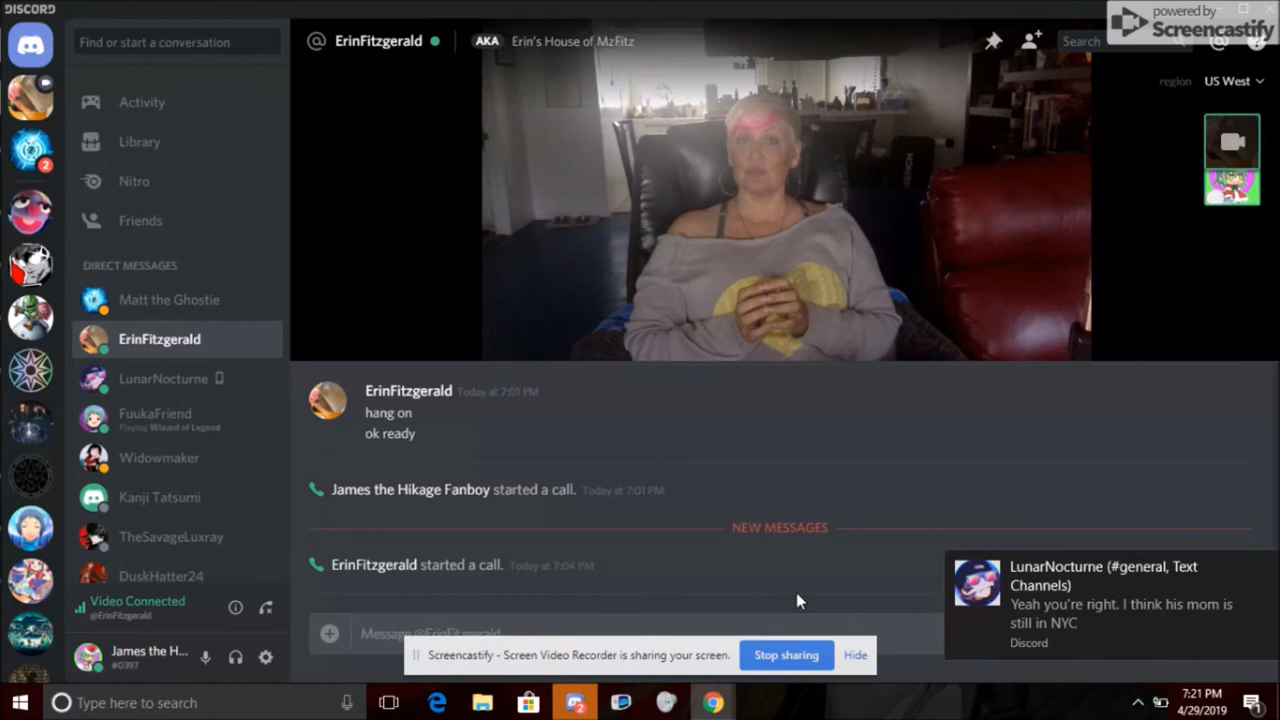 DISCORD
powered by
Screencastify
Find or start a conversation
ErinFitzgerald
AKA Erin's House of MzFitz
Search
region US West
Activity
Library
Nitro
Friends
DIRECT MESSAGES
Matt the Ghostie
ErinFitzgerald
LunarNocturne
FuukaFriend
Playing Wizard of Legend
Widowmaker
Kanji Tatsumi
TheSavageLuxray
DuskHatter24
Video Connected
@ErinFitzgerald
James the H...
#0397
2
ErinFitzgerald Today at 7:01 PM
hang on
ok ready
James the Hikage Fanboy started a call. Today at 7:01 PM
NEW MESSAGES
ErinFitzgerald started a call. Today at 7:04 PM
Message @ErinFitzgerald
Screencastify - Screen Video Recorder is sharing your screen. Stop sharing Hide
LunarNocturne (#general, Text
Channels)
Yeah you're right. I think his mom is
still in NYC
Discord
Type here to search
2
7:21 PM
4/29/2019
1